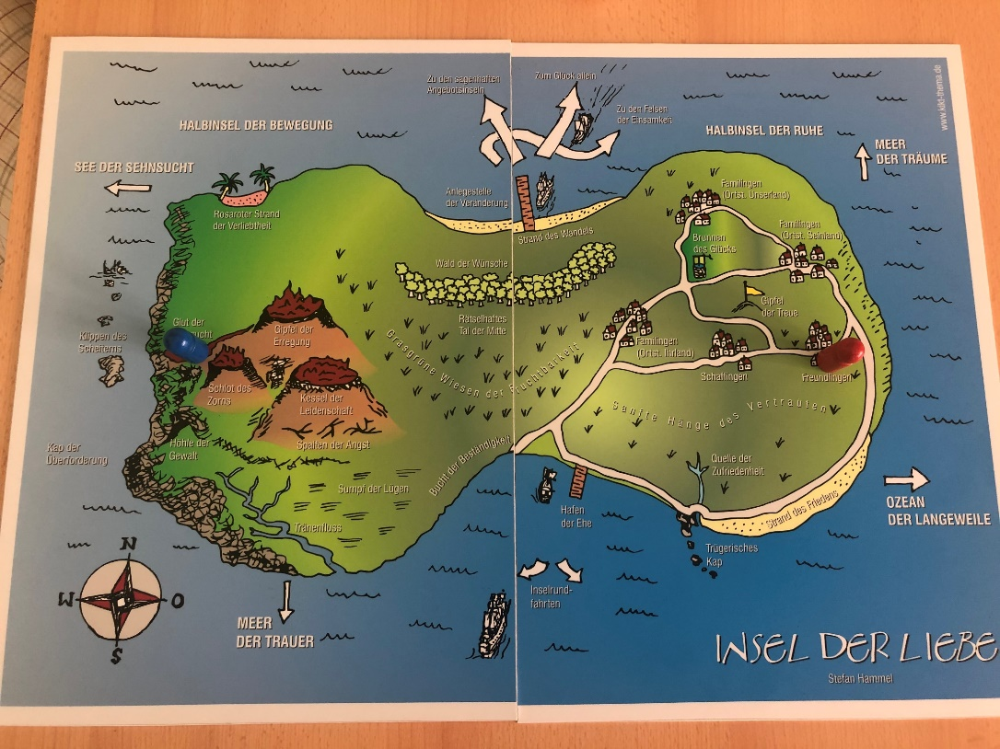 Zu den sagenhaften
Angebotsinseln
Zum Glück allein
Zu den Felsen
der Einsamkeit
www.kikt-thema.de
HALBINSEL DER BEWEGUNG
HALBINSEL DER RUHE
MEER
DER TRÄUME
SEE DER SEHNSUCHT
Rosaroter Strand
der Verliebtheit
Anlegestelle
der Veränderung
Strand des Wandels
Familingen
(Ortst. Unserland)
Familingen
(Ortst. Seinland)
Brunnen
des Glücks
Wald der Wünsche
Gipfel
der Treue
Rätselhaftes
Tal der Mitte
Glut der
Klippen des
Scheiterns
Gipfel der
Erregung
Familingen
(Ortst. Ihrland)
Grasgrüne Wiesen der Fruchtbarkeit
Schatlingen
Freundlingen
Schlot des
Zorns
Kessel der
Leidenschaft
Sanfte Hänge des Vertrauten
Höhle der
Gewalt
Spalten der Angst
Kap der
Überforderung
Bucht der Beständigkeit
Quelle der
Zufriedenheit
Sumpf der Lügen
Hafen
der Ehe
Strand des Friedens
OZEAN
DER LANGEWEILE
Tränenfluss
Trügerisches
Kap
N
W
O
S
Inselrund-
fahrten
MEER
DER TRAUER
INSEL DER LIEBE
Stefan Hammel